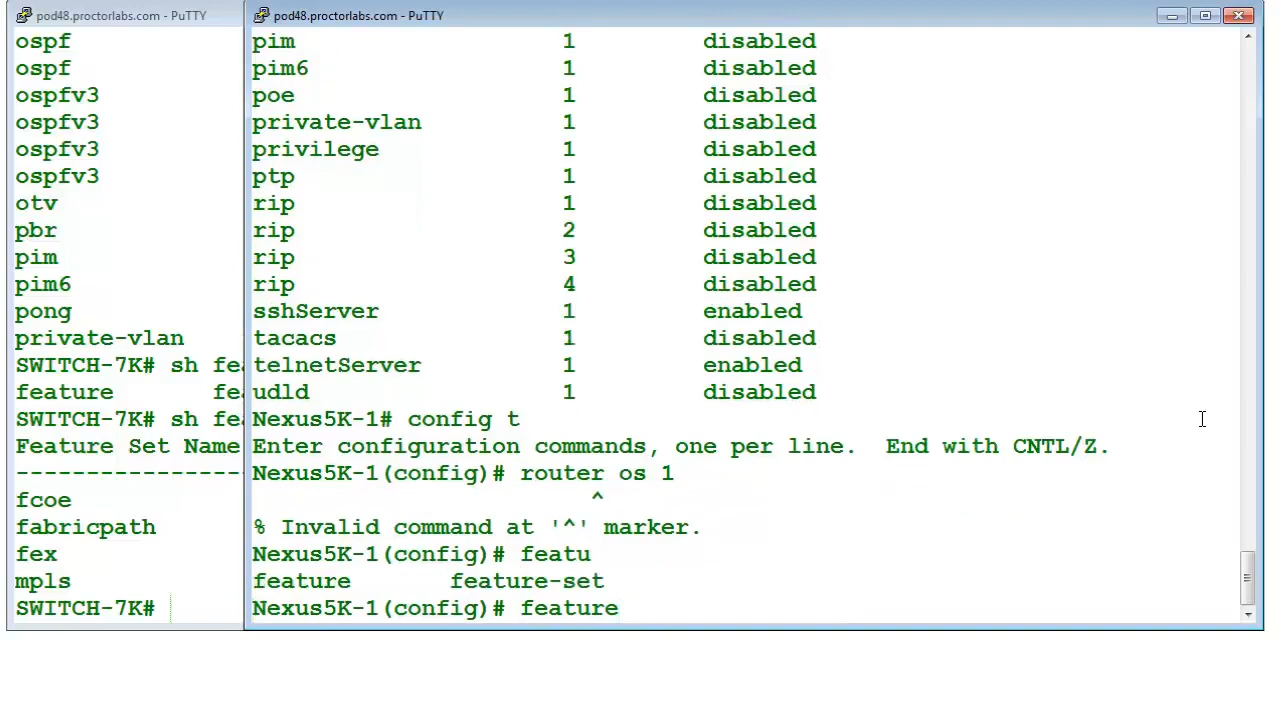 pod48.proctorlabs.com - PuTTY
ospf
ospf
ospfv3
ospfv3
ospfv3
ospfv3
otv
pbr
pim
pim6
pong
private-vlan
SWITCH-7K# sh fea
feature fea
SWITCH-7K# sh fea
Feature Set Name
-----------------
fcoe
fabricpath
fex
mpls
SWITCH-7K#
pod48.proctorlabs.com - PuTTY
pim 1 disabled
pim6 1 disabled
poe 1 disabled
private-vlan 1 disabled
privilege 1 disabled
ptp 1 disabled
rip 1 disabled
rip 2 disabled
rip 3 disabled
rip 4 disabled
sshServer 1 enabled
tacacs 1 disabled
telnetServer 1 enabled
udld 1 disabled
Nexus5K-1# config t
Enter configuration commands, one per line.  End with CNTL/Z.
Nexus5K-1(config)# router os 1
^
% Invalid command at '^' marker.
Nexus5K-1(config)# featu
feature feature-set
Nexus5K-1(config)# feature